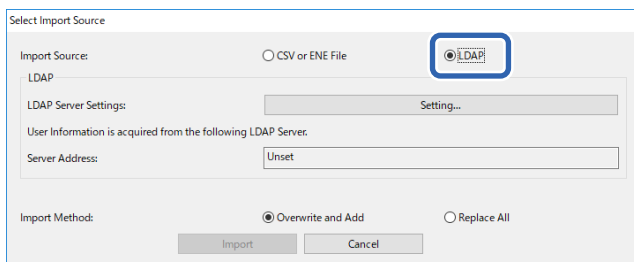 Select Import Source
Import Source: CSV or ENE File LDAP
LDAP
LDAP Server Settings: Setting...
User Information is acquired from the following LDAP Server.
Server Address: Unset
Import Method: Overwrite and Add Replace All
Import Cancel